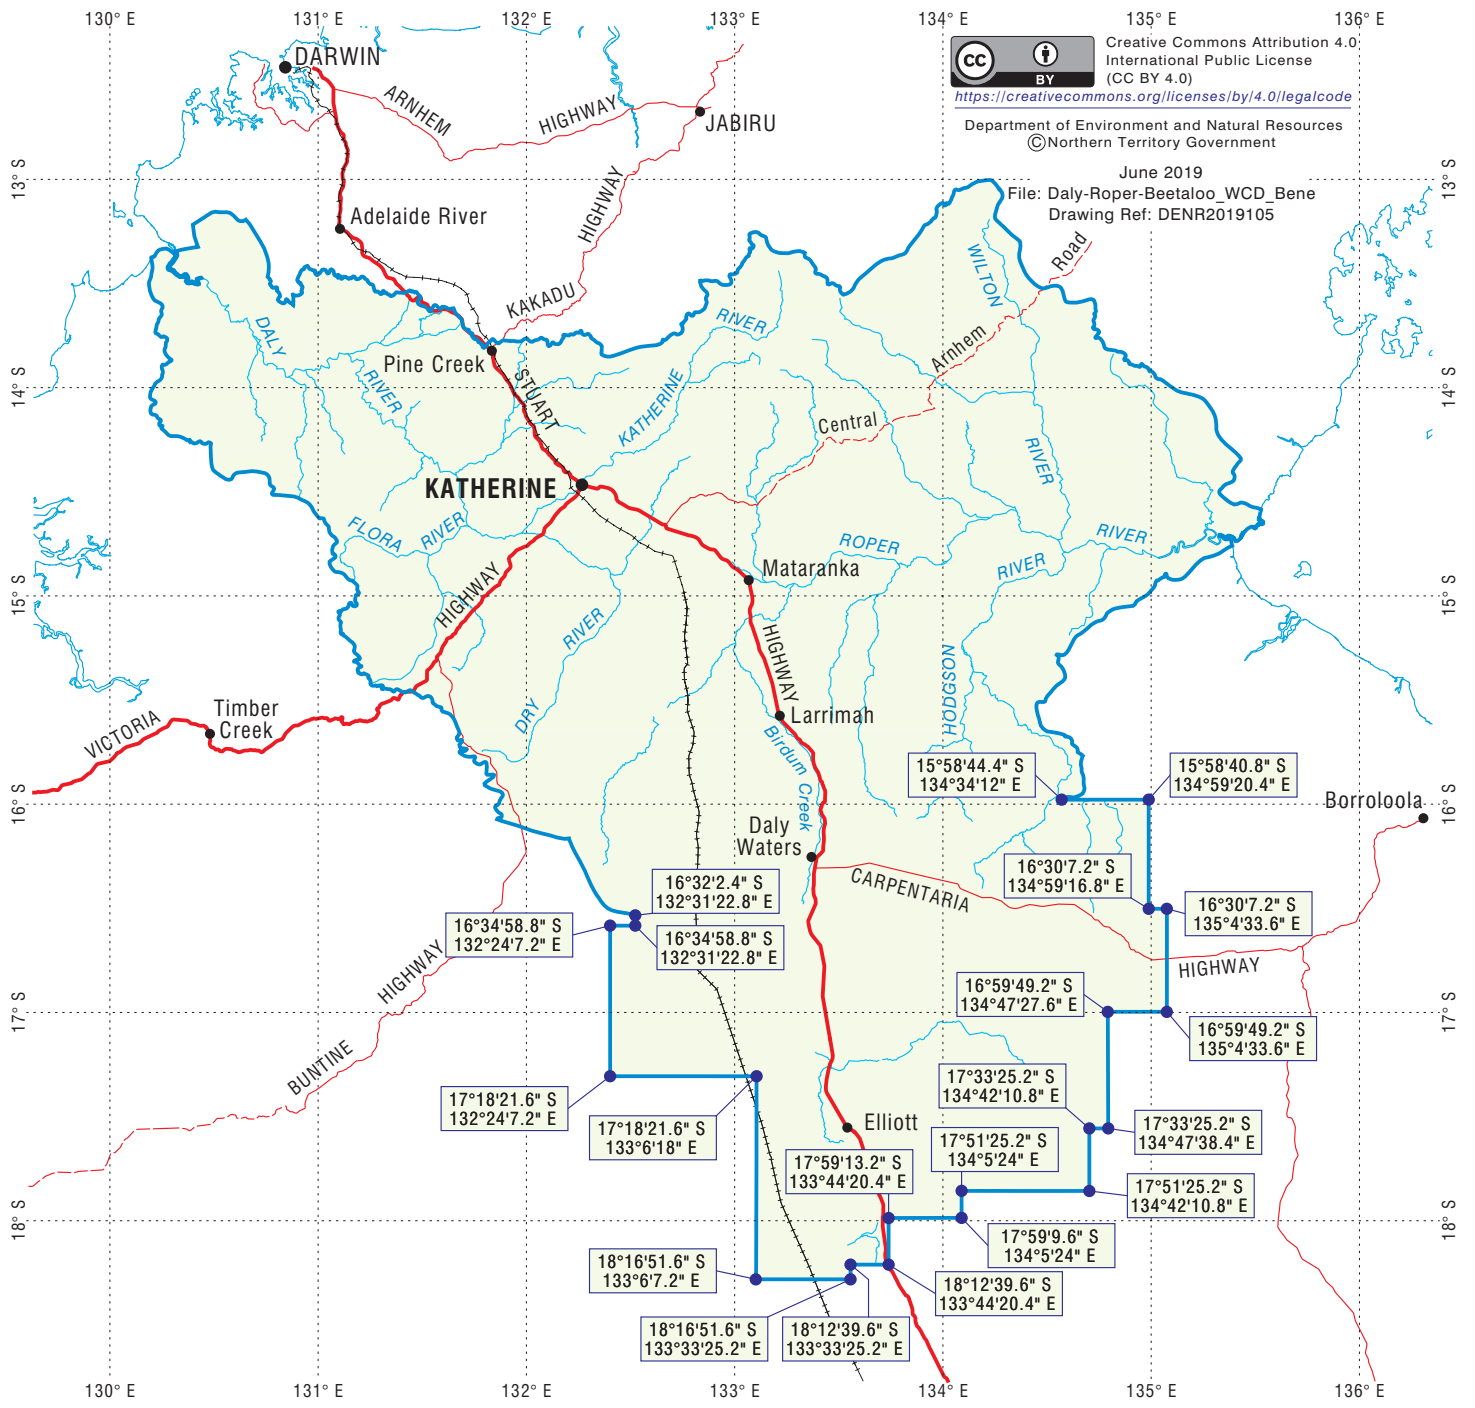 130° E
131° E
132° E
133° E
134° E
135° E
136° E
DARWIN
ARNHEM
HIGHWAY
JABIRU
cc
BY
Creative Commons Attribution 4.0
International Public License
(CC BY 4.0)
https://creativecommons.org/licenses/by/4.0/legalcode
Department of Environment and Natural Resources
©Northern Territory Government
June 2019
File: Daly-Roper-Beetaloo_WCD_Bene
Drawing Ref: DENR2019105
13° S
13° S
Adelaide River
HIGHWAY
KAKADU
WILTON
Road
DALY
RIVER
Arnhem
Pine Creek
STUART
RIVER
KATHERINE
14° S
14° S
Central
RIVER
KATHERINE
FLORA
RIVER
ROPER
RIVER
RIVER
Mataranka
HIGHWAY
15° S
15° S
RIVER
HIGHWAY
HODGSON
DRY
Timber
Creek
VICTORIA
Larrimah
Birdum Creek
15°58'44.4" S
134°34'12" E
15°58'40.8" S
134°59'20.4" E
Borroloola
16° S
16° S
Daly
Waters
CARPENTARIA
16°30'7.2" S
134°59'16.8" E
16°32'2.4" S
132°31'22.8" E
16°30'7.2" S
135°4'33.6" E
16°34'58.8" S
132°24'7.2" E
16°34'58.8" S
132°31'22.8" E
HIGHWAY
HIGHWAY
16°59'49.2" S
134°47'27.6" E
17° S
17° S
16°59'49.2" S
135°4'33.6" E
BUNTINE
17°33'25.2" S
134°42'10.8" E
17°18'21.6" S
132°24'7.2" E
17°18'21.6" S
133°6'18" E
Elliott
17°33'25.2" S
134°47'38.4" E
17°51'25.2" S
134°5'24" E
17°59'13.2" S
133°44'20.4" E
17°51'25.2" S
134°42'10.8" E
18° S
18° S
17°59'9.6" S
134°5'24" E
18°16'51.6" S
133°6'7.2" E
18°12'39.6" S
133°44'20.4" E
18°16'51.6" S
133°33'25.2" E
18°12'39.6" S
133°33'25.2" E
130° E
131° E
132° E
133° E
134° E
135° E
136° E